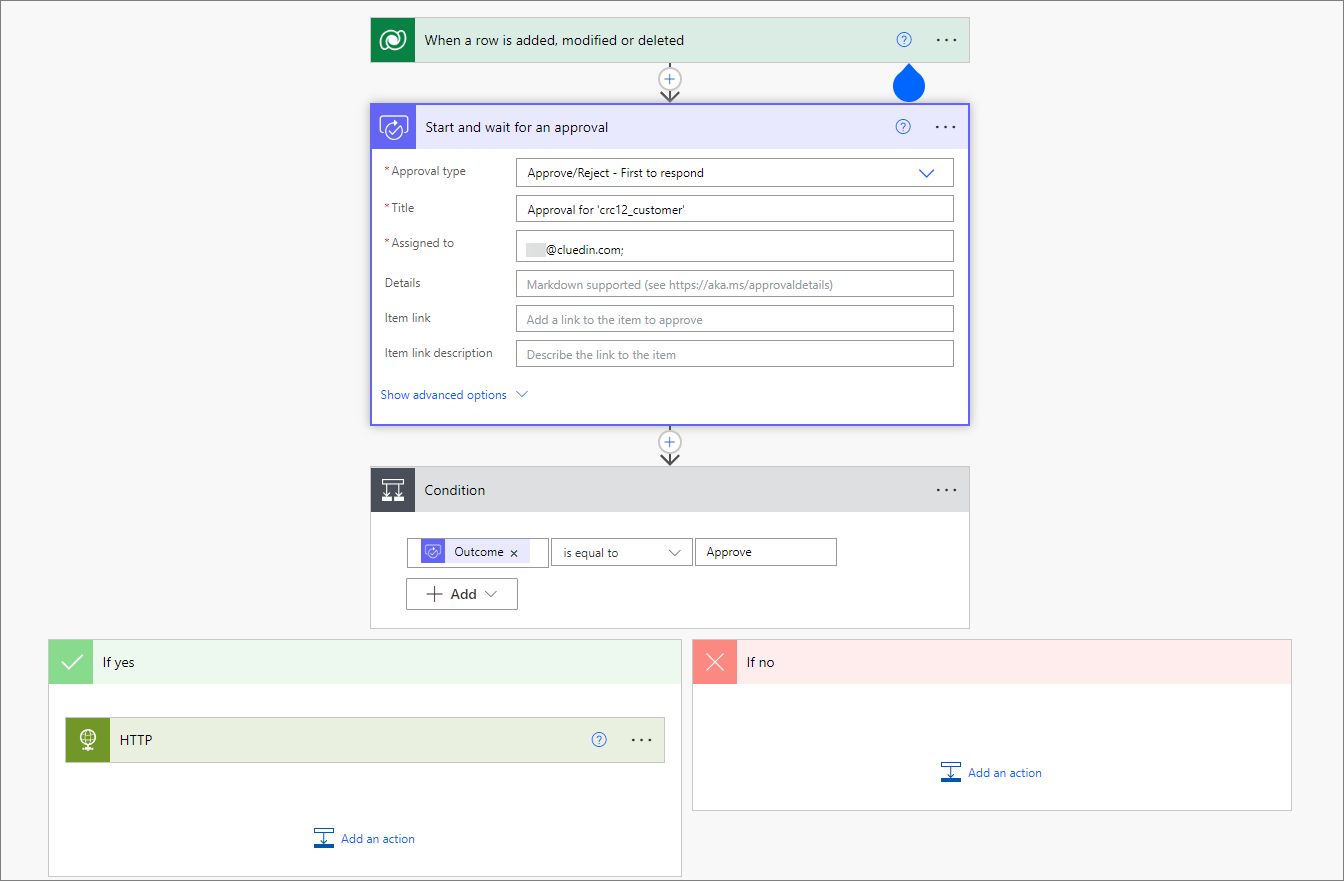 When a row is added, modified or deleted
Start and wait for an approval
* Approval type
Approve/Reject - First to respond
* Title
Approval for 'crc12_customer'
* Assigned to
@cluedin.com;
Details
Markdown supported (see https://aka.ms/approvaldetails)
Item link
Add a link to the item to approve
Item link description
Describe the link to the item
Show advanced options
Condition
Outcome × is equal to Approve
Add
If yes
If no
HTTP
Add an action
Add an action